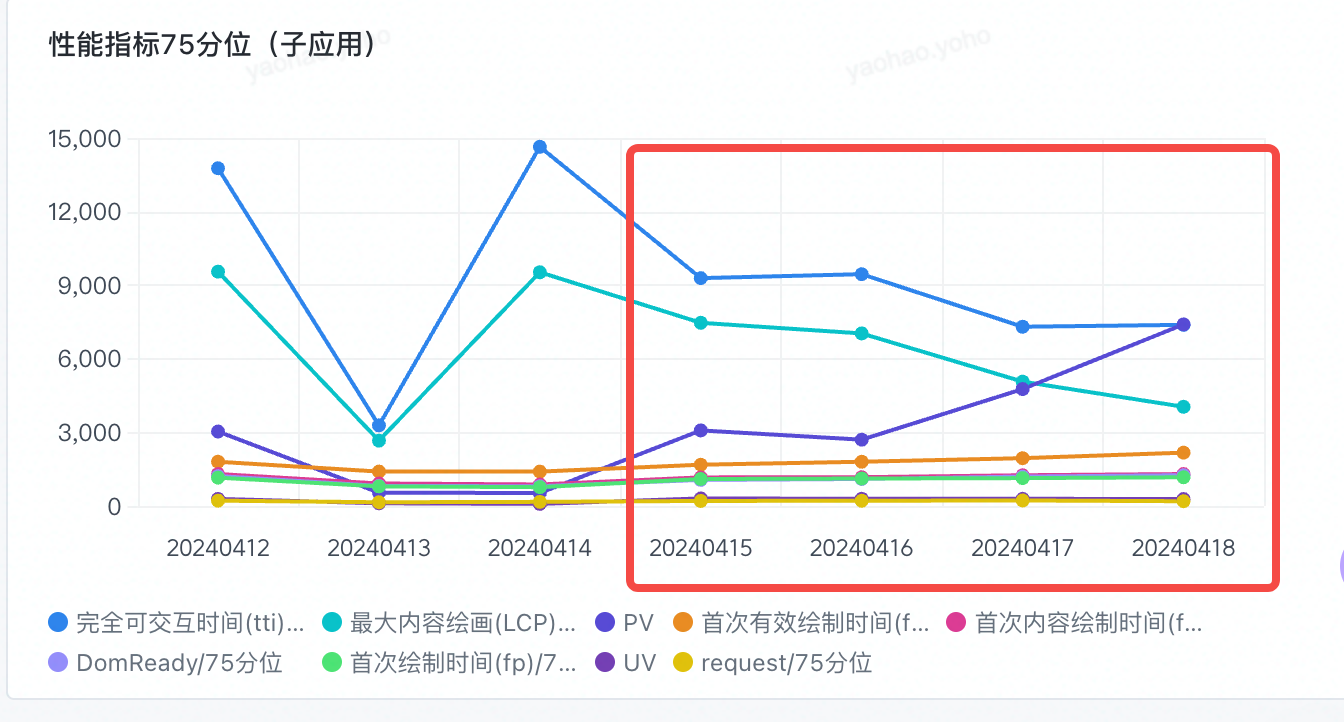 性能指标75分位（子应用）
yaohao.yoho
yaohao.yoho
15,000
12,000
9,000
6,000
3,000
0
20240412 20240413 20240414 20240415 20240416 20240417 20240418
完全可交互时间(tti)... 最大内容绘画(LCP)... PV 首次有效绘制时间(f... 首次内容绘制时间(f...
DomReady/75分位 首次绘制时间(fp)/7... UV request/75分位